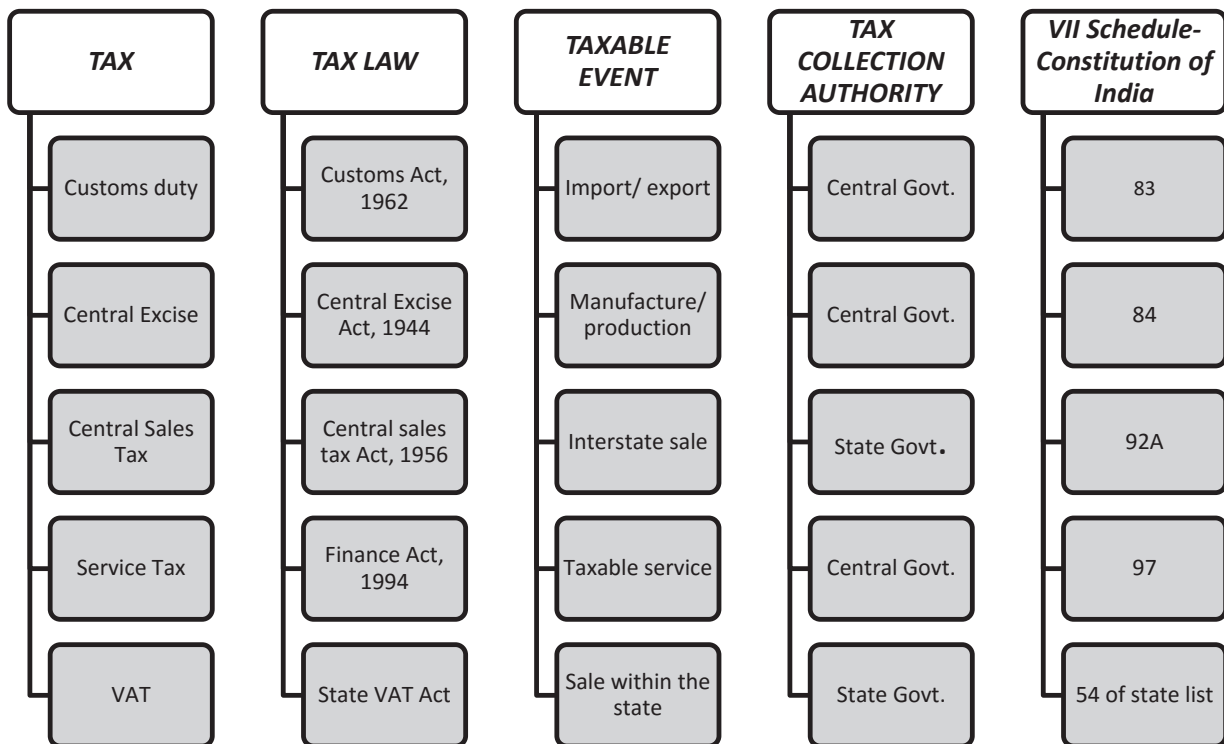 TAX
Customs duty
Central Excise
Central Sales
Tax
Service Tax
VAT
TAX LAW
Customs Act,
1962
Central Excise
Act, 1944
Central sales
tax Act, 1956
Finance Act,
1994
State VAT Act
TAXABLE
EVENT
Import/ export
Manufacture/
production
Interstate sale
Taxable service
Sale within the
state
TAX
COLLECTION
AUTHORITY
Central Govt.
Central Govt.
State Govt.
Central Govt.
State Govt.
VII Schedule-
Constitution of
India
83
84
92A
97
54 of state list